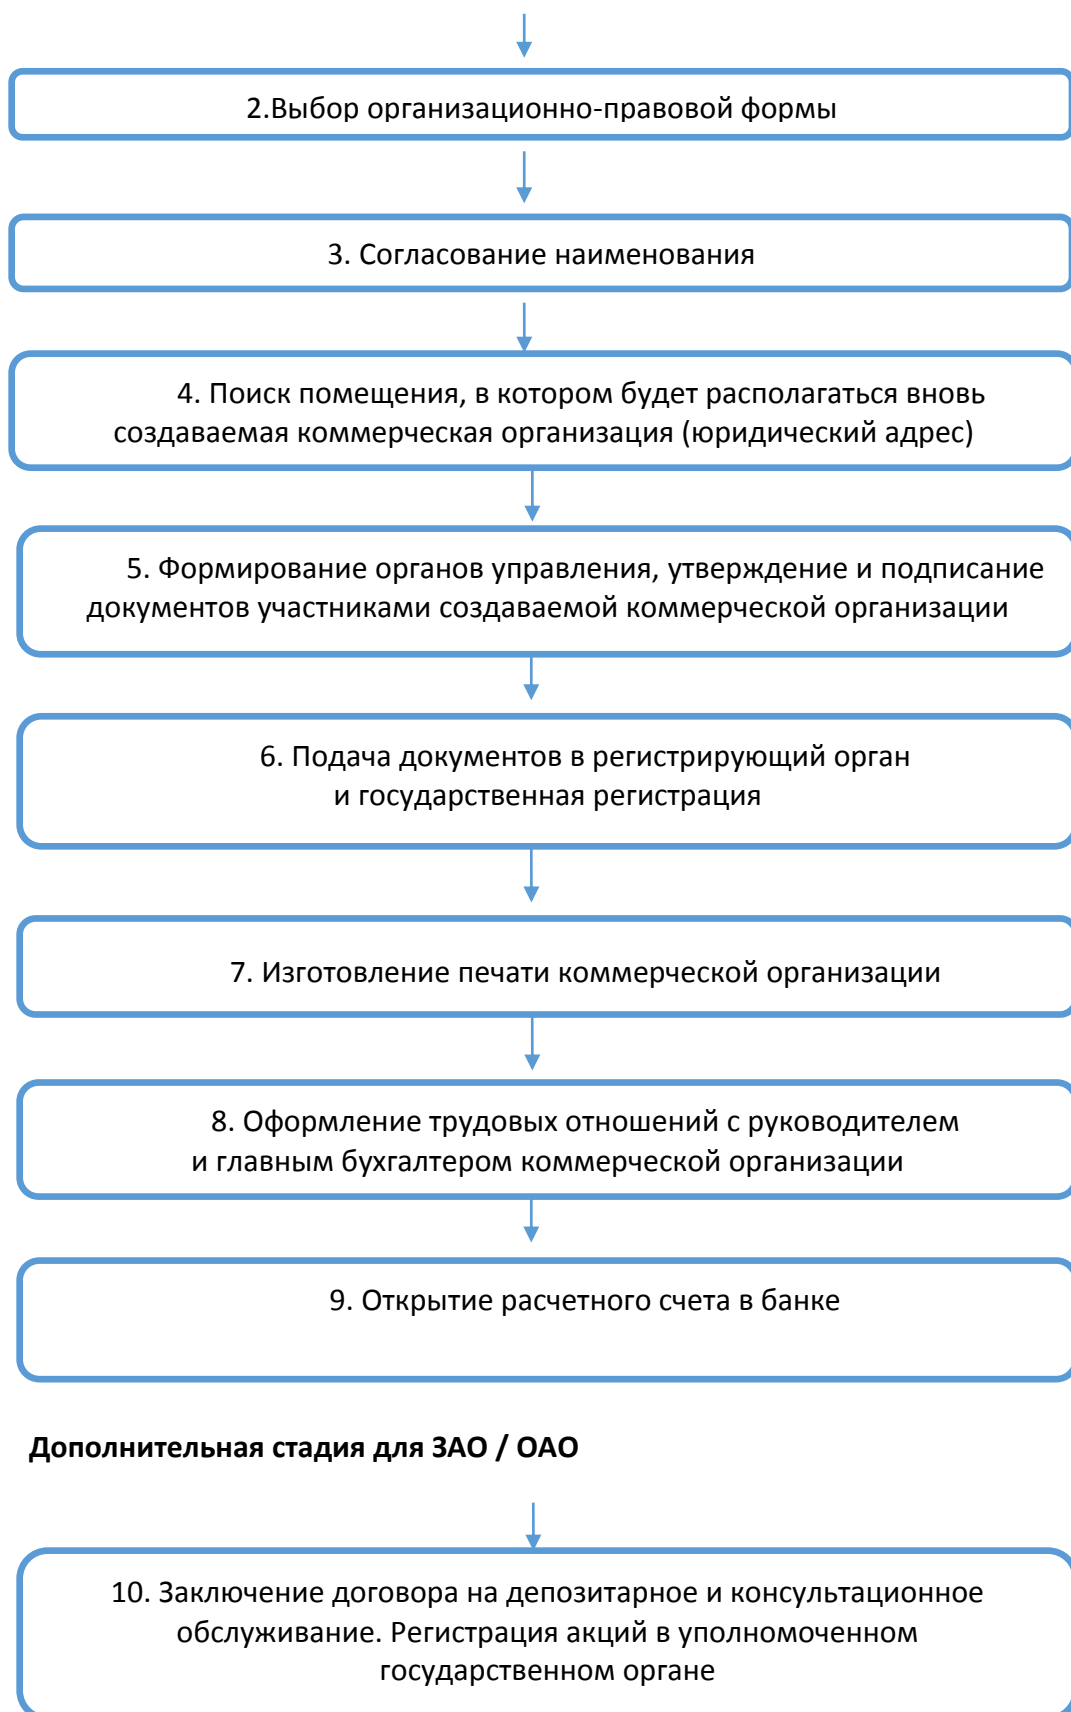 2.Выбор организационно-правовой формы
3. Согласование наименования
4. Поиск помещения, в котором будет располагаться вновь
создаваемая коммерческая организация (юридический адрес)
5. Формирование органов управления, утверждение и подписание
документов участниками создаваемой коммерческой организации
6. Подача документов в регистрирующий орган
и государственная регистрация
7. Изготовление печати коммерческой организации
8. Оформление трудовых отношений с руководителем
и главным бухгалтером коммерческой организации
9. Открытие расчетного счета в банке
Дополнительная стадия для ЗАО / ОАО
10. Заключение договора на депозитарное и консультационное
обслуживание. Регистрация акций в уполномоченном
государственном органе